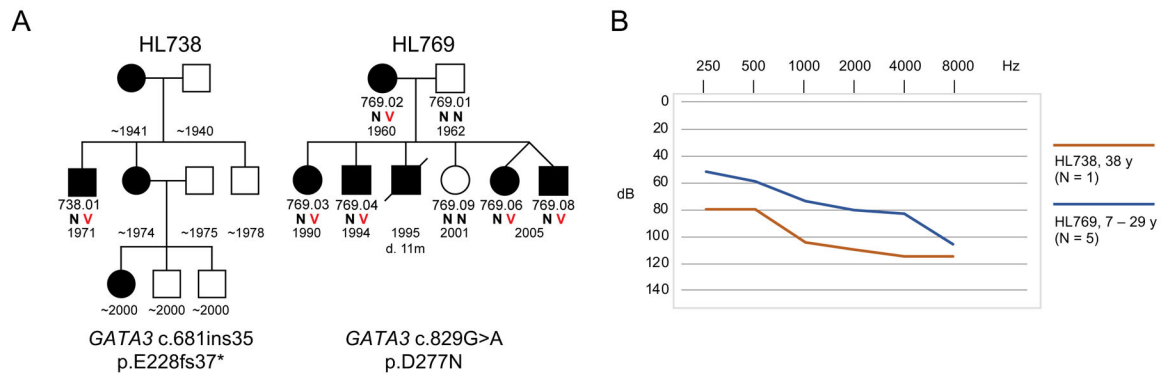 A
HL738
HL769
769.02
N V
1960
769.01
N N
1962
~1941
~1940
738.01
N V
1971
~1974
~1975
~1978
769.03
N V
1990
769.04
N V
1994
1995
d. 11m
769.09
N N
2001
769.06
N V
769.08
N V
2005
~2000
~2000
~2000
GATA3 c.681ins35
p.E228fs37*
GATA3 c.829G>A
p.D277N
B
250 500 1000 2000 4000 8000 Hz
0
20
40
60
dB
80
100
120
140
HL738, 38 y
(N = 1)
HL769, 7 – 29 y
(N = 5)